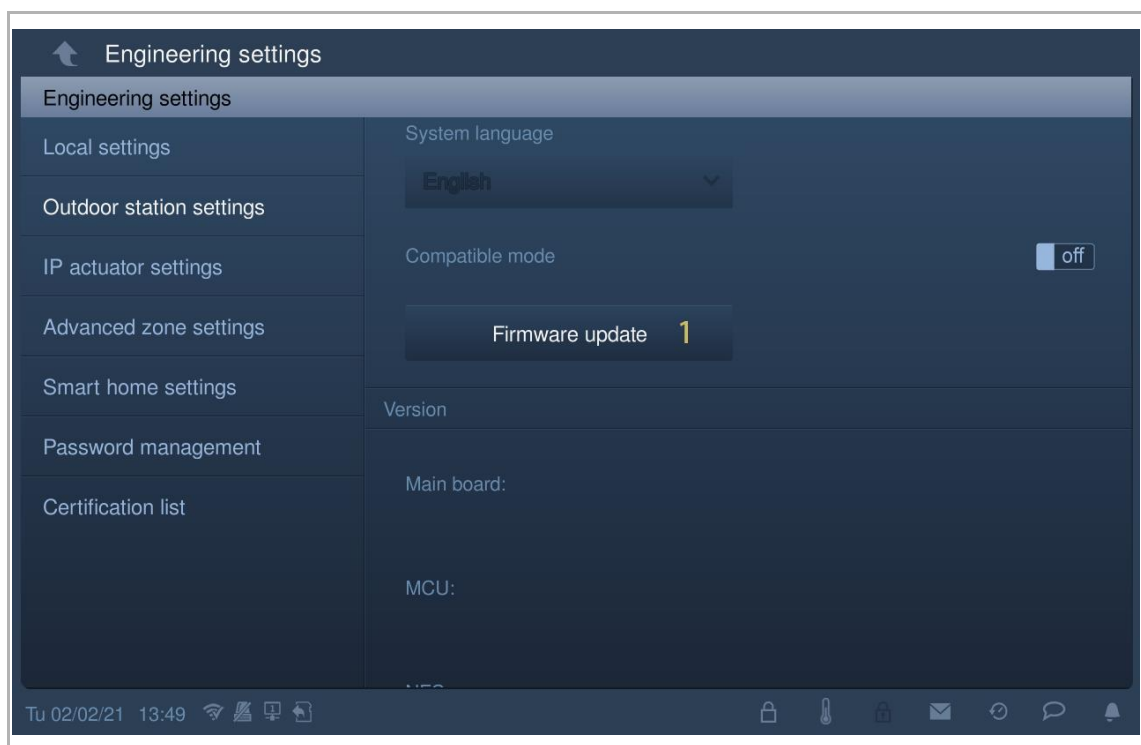 Engineering settings
Engineering settings
Local settings
Outdoor station settings
IP actuator settings
Advanced zone settings
Smart home settings
Password management
Certification list
System language
English
Compatible mode
off
Firmware update 1
Version
Main board:
MCU:
Tu 02/02/21 13:49